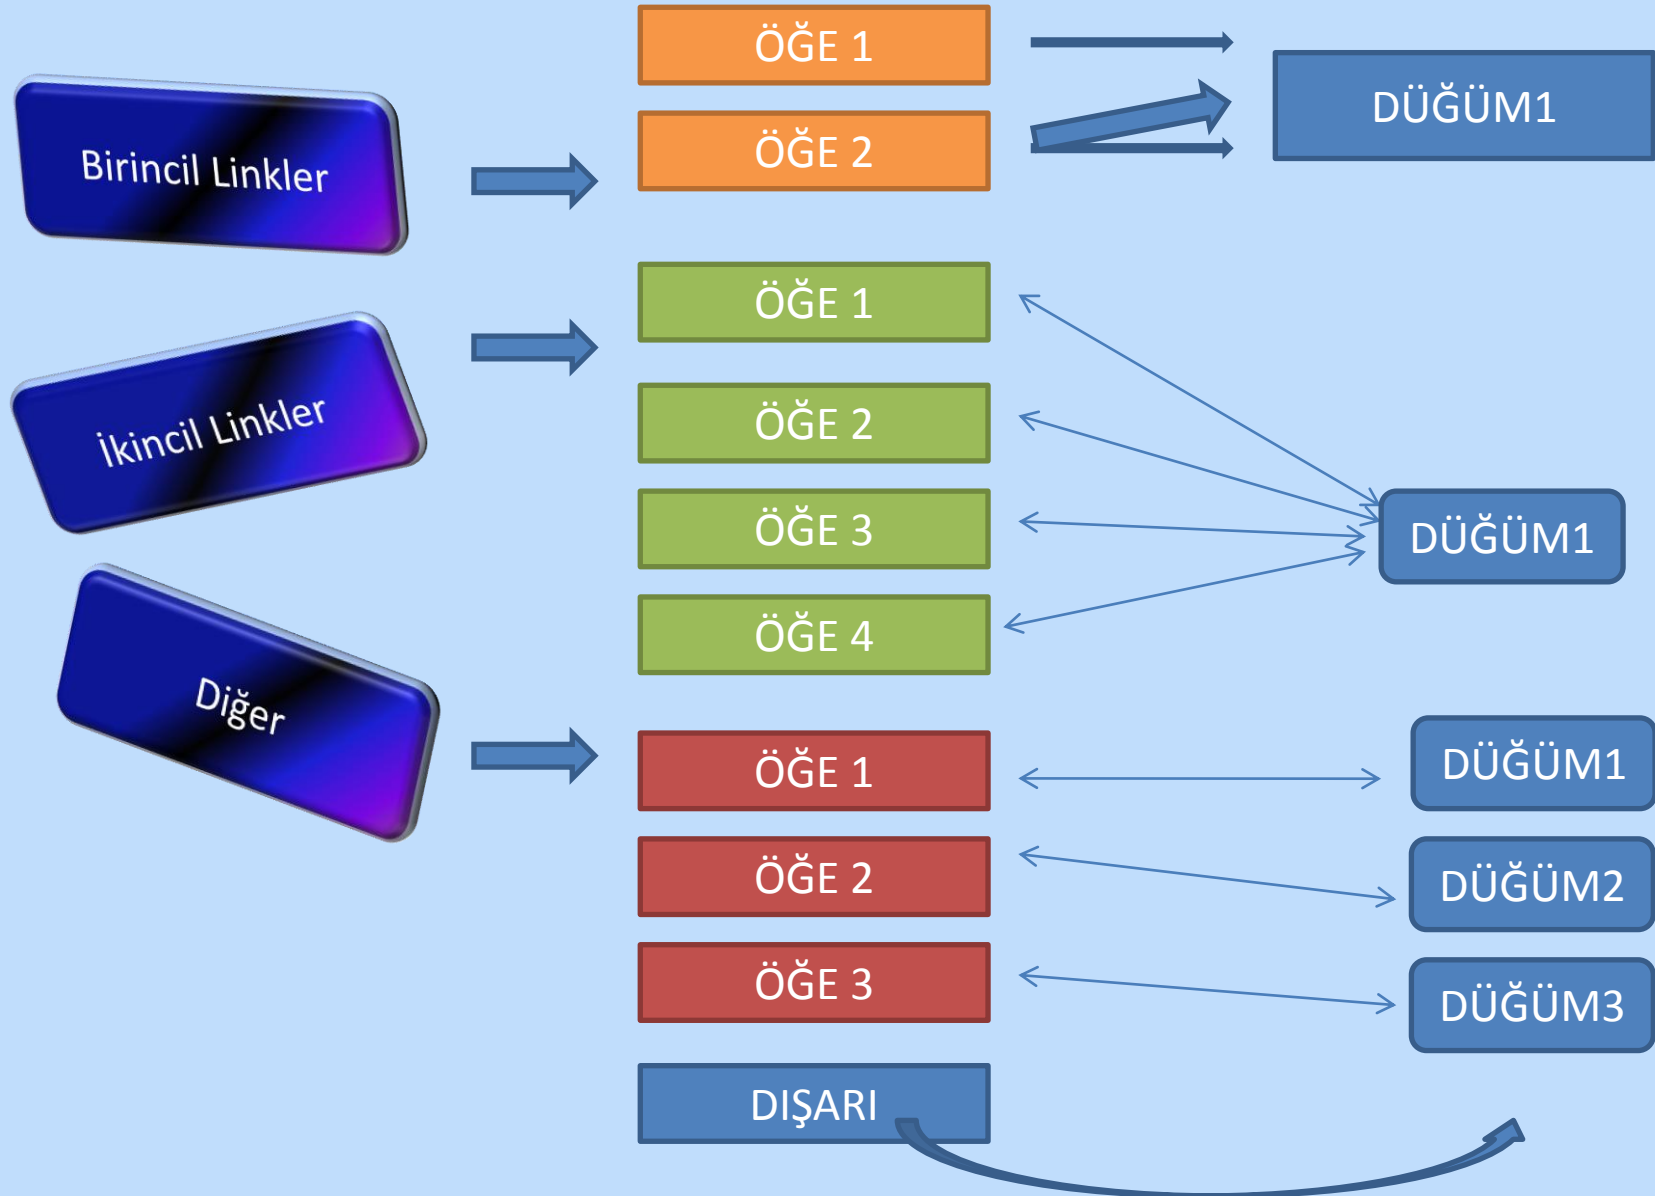 Birincil Linkler
ÖĞE 1
ÖĞE 2
DÜĞÜM1
İkincil Linkler
ÖĞE 1
ÖĞE 2
ÖĞE 3
ÖĞE 4
DÜĞÜM1
Diğer
ÖĞE 1
DÜĞÜM1
ÖĞE 2
DÜĞÜM2
ÖĞE 3
DÜĞÜM3
DIŞARI